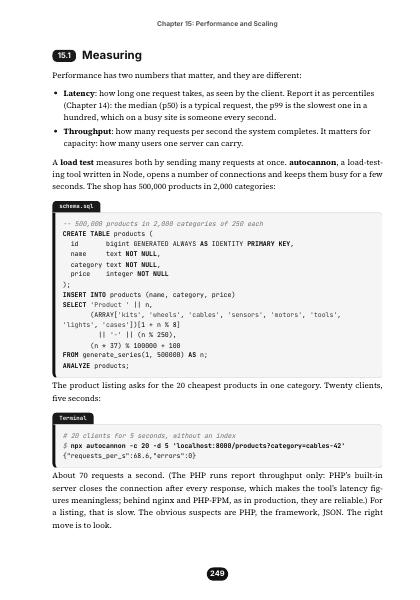 Chapter 15: Performance and Scaling
15.1 Measuring
Performance has two numbers that matter, and they are different:
• Latency: how long one request takes, as seen by the client. Report it as percentiles
(Chapter 14): the median (p50) is a typical request, the p99 is the slowest one in a
hundred, which on a busy site is someone every second.
• Throughput: how many requests per second the system completes. It matters for
capacity: how many users one server can carry.
A load test measures both by sending many requests at once. autocannon, a load-test-
ing tool written in Node, opens a number of connections and keeps them busy for a few
seconds. The shop has 500,000 products in 2,000 categories:
schema.sql
-- 500,000 products in 2,000 categories of 250 each
CREATE TABLE products (
id bigint GENERATED ALWAYS AS IDENTITY PRIMARY KEY,
name text NOT NULL,
category text NOT NULL,
price integer NOT NULL
);
INSERT INTO products (name, category, price)
SELECT 'Product ' || n,
(ARRAY['kits', 'wheels', 'cables', 'sensors', 'motors', 'tools',
'lights', 'cases'])[1 + n % 8]
|| '-' || (n % 250),
(n * 37) % 100000 + 100
FROM generate_series(1, 500000) AS n;
ANALYZE products;
The product listing asks for the 20 cheapest products in one category. Twenty clients,
five seconds:
Terminal
# 20 clients for 5 seconds, without an index
$ npx autocannon -c 20 -d 5 'localhost:8000/products?category=cables-42'
{"requests_per_s":68.6,"errors":0}
About 70 requests a second. (The PHP runs report throughput only: PHP's built-in
server closes the connection after every response, which makes the tool's latency fig-
ures meaningless; behind nginx and PHP-FPM, as in production, they are reliable.) For
a listing, that is slow. The obvious suspects are PHP, the framework, JSON. The right
move is to look.
249